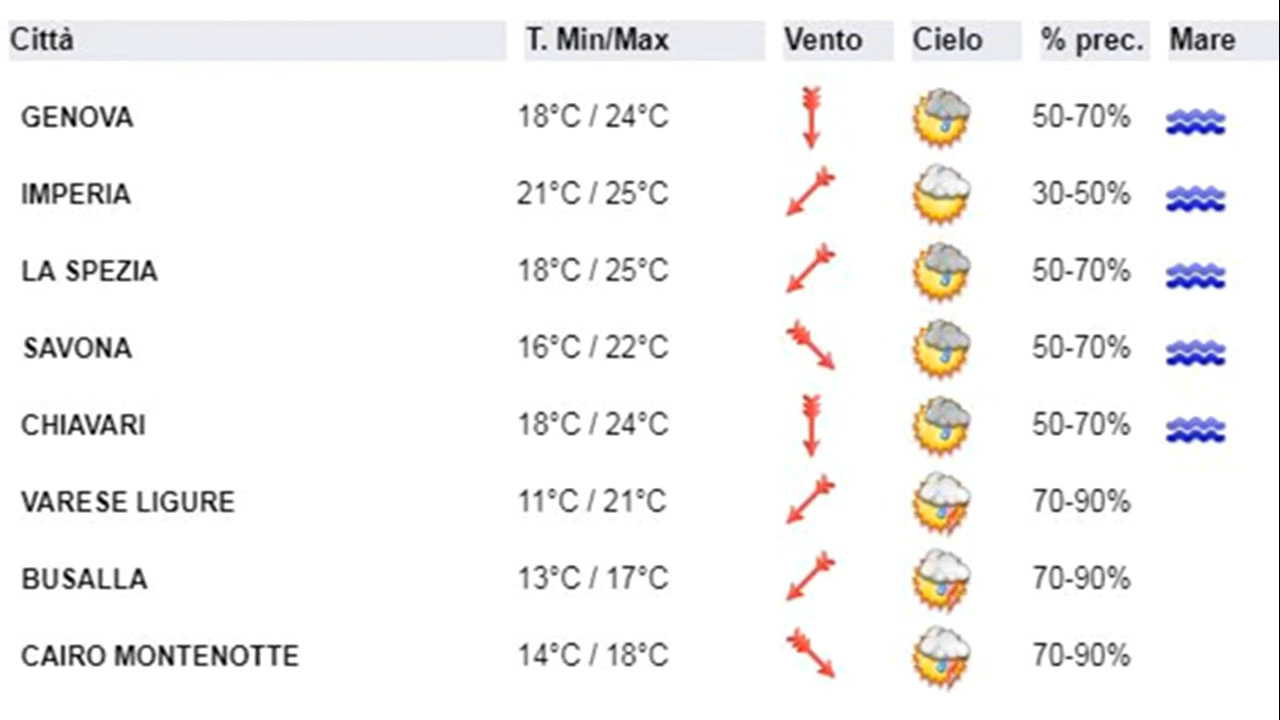 Città T. Min/Max Vento Cielo % prec. Mare
GENOVA 18°C / 24°C 50-70%
IMPERIA 21°C / 25°C 30-50%
LA SPEZIA 18°C / 25°C 50-70%
SAVONA 16°C / 22°C 50-70%
CHIAVARI 18°C / 24°C 50-70%
VARESE LIGURE 11°C / 21°C 70-90%
BUSALLA 13°C / 17°C 70-90%
CAIRO MONTENOTTE 14°C / 18°C 70-90%